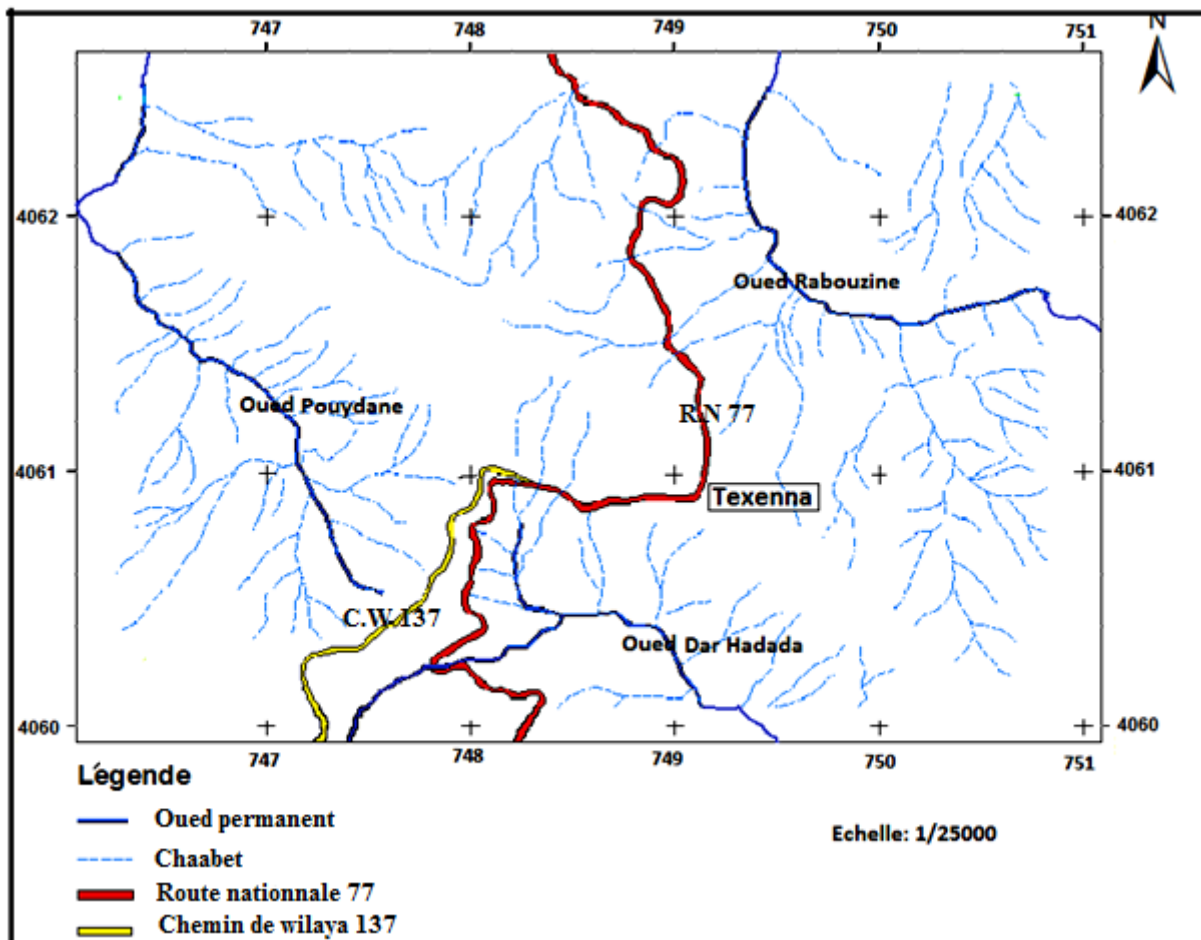 747 748 749 750 751
N
4062 4062
Oued Rabouzine
Oued Pouydane
R.N 77
4061 4061
Texenna
C.W.137
Oued Dar Hadada
4060 4060
747 748 749 750 751
Légende
Oued permanent
Echelle: 1/25000
Chaabet
Route nationnale 77
Chemin de wilaya 137